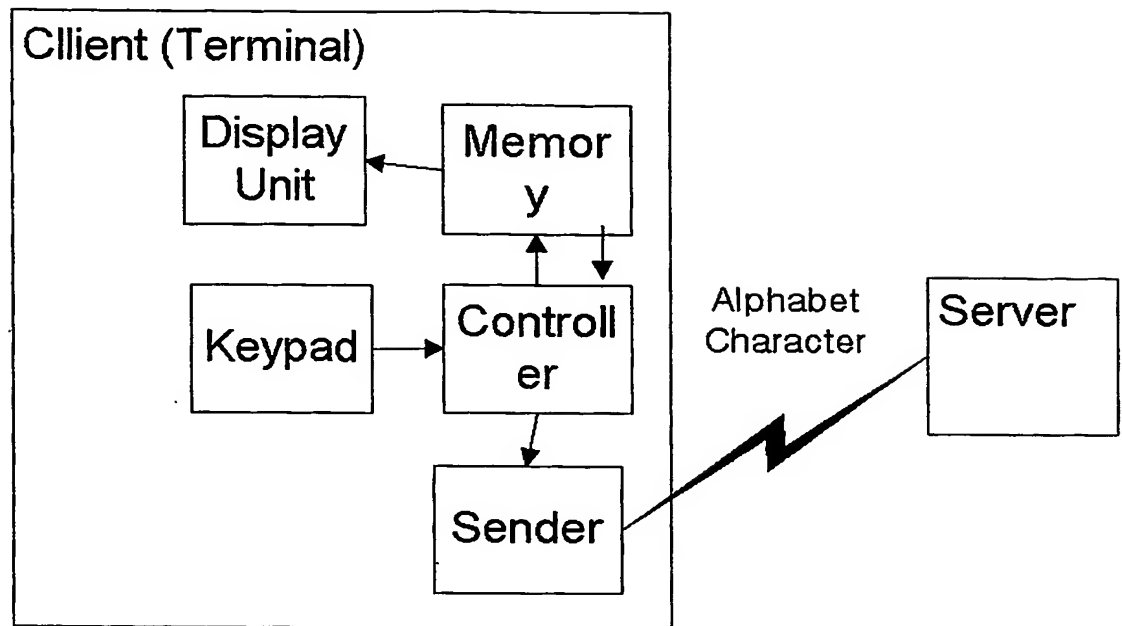 Cllient (Terminal)
Display
Unit
Memor
y
Keypad
Controll
er
Sender
Alphabet
Character
Server